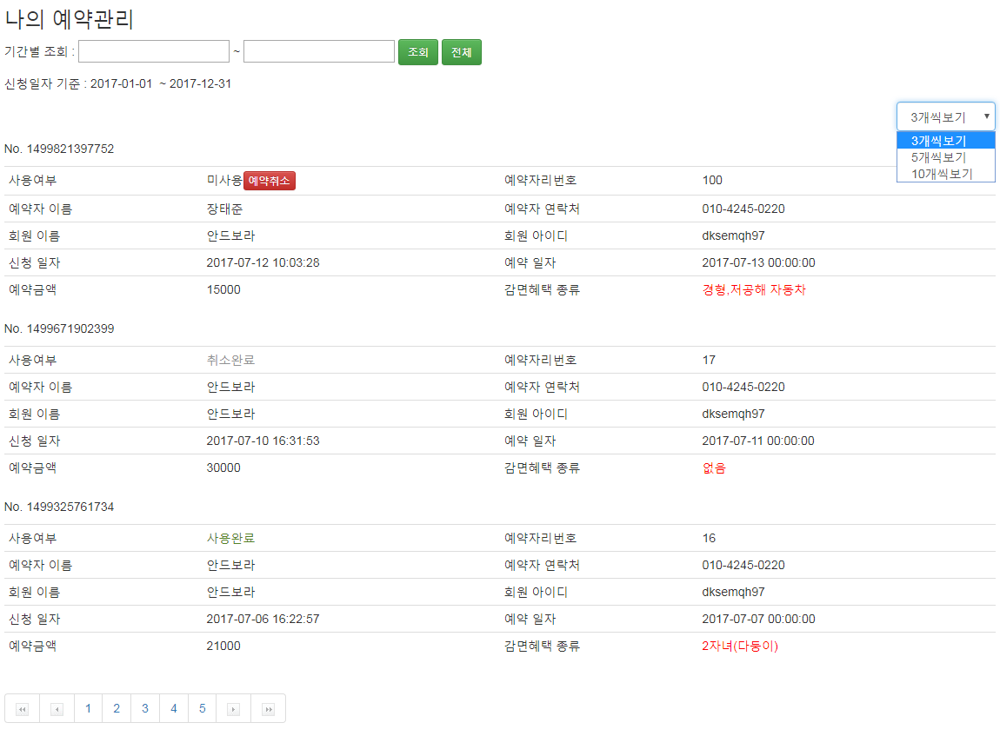 나의 예약관리
기간별 조회 : ~ 조회 전체
신청일자 기준 : 2017-01-01 ~ 2017-12-31
3개씩보기
3개씩보기
5개씩보기
10개씩보기
No. 1499821397752
사용여부 미사용 예약취소 예약자리번호 100
예약자 이름 장태준 예약자 연락처 010-4245-0220
회원 이름 안드보라 회원 아이디 dksemqh97
신청 일자 2017-07-12 10:03:28 예약 일자 2017-07-13 00:00:00
예약금액 15000 감면혜택 종류 경형,저공해 자동차
No. 1499671902399
사용여부 취소완료 예약자리번호 17
예약자 이름 안드보라 예약자 연락처 010-4245-0220
회원 이름 안드보라 회원 아이디 dksemqh97
신청 일자 2017-07-10 16:31:53 예약 일자 2017-07-11 00:00:00
예약금액 30000 감면혜택 종류 없음
No. 1499325761734
사용여부 사용완료 예약자리번호 16
예약자 이름 안드보라 예약자 연락처 010-4245-0220
회원 이름 안드보라 회원 아이디 dksemqh97
신청 일자 2017-07-06 16:22:57 예약 일자 2017-07-07 00:00:00
예약금액 21000 감면혜택 종류 2자녀(다둥이)
1 2 3 4 5